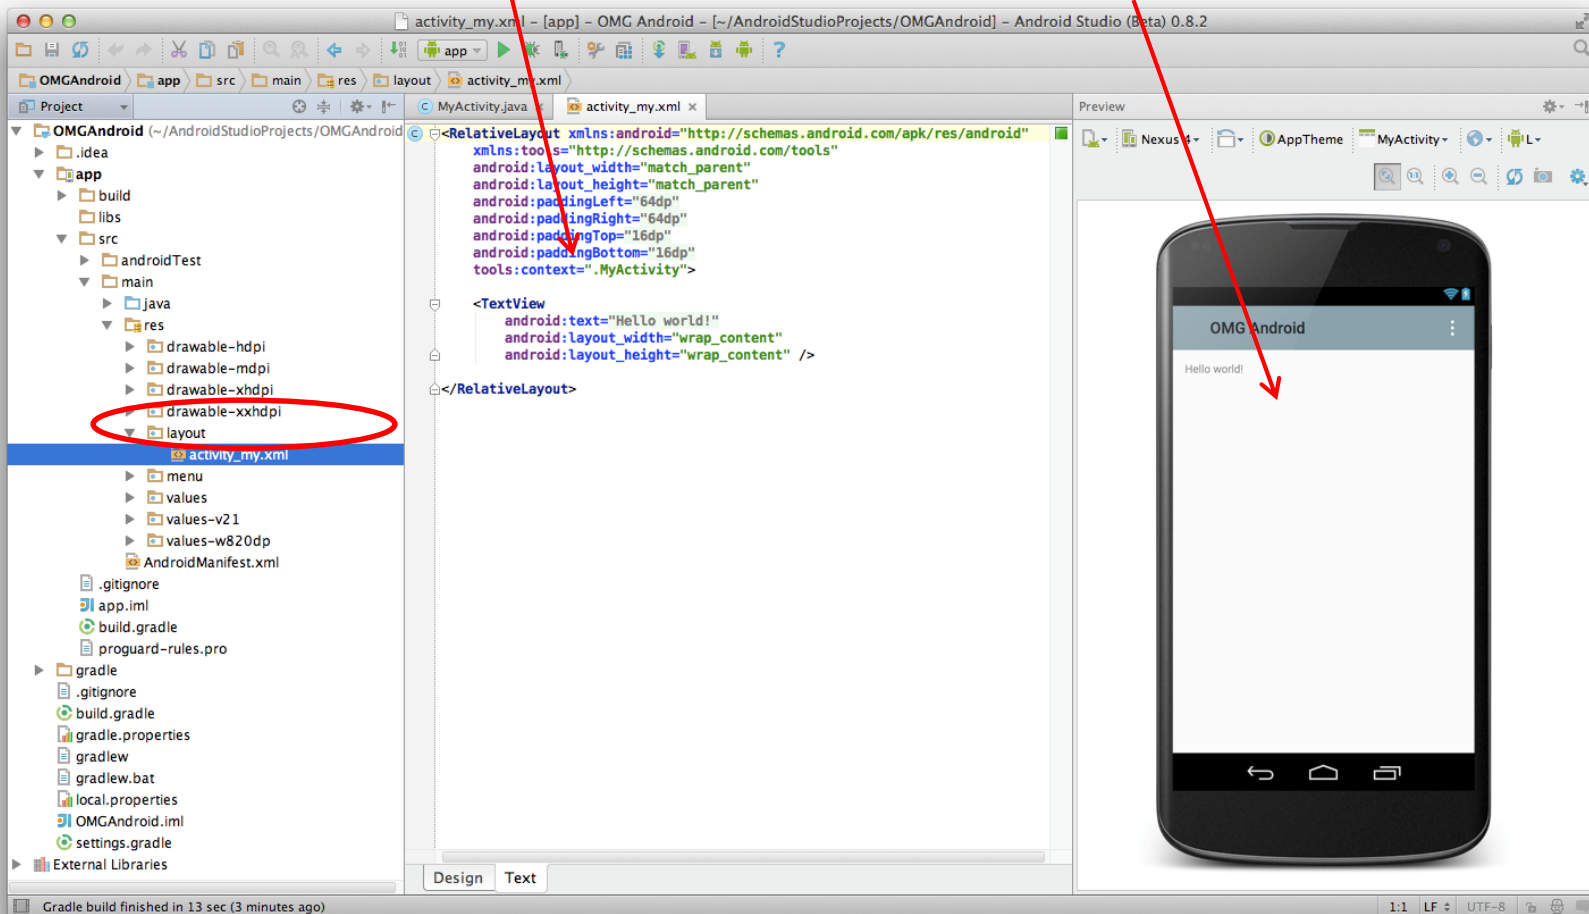 activity_my.xml - [app] - OMG Android - [~/AndroidStudioProjects/OMGAndroid] - Android Studio (Beta) 0.8.2
app
?
OMGAndroid app src main res layout activity_my.xml
Project
MyActivity.java activity_my.xml
Preview
OMGAndroid (~/AndroidStudioProjects/OMGAndroid
.idea
app
build
libs
src
androidTest
main
java
res
drawable-hdpi
drawable-mdpi
drawable-xhdpi
drawable-xxhdpi
layout
activity_my.xml
menu
values
values-v21
values-w820dp
AndroidManifest.xml
.gitignore
app.iml
build.gradle
proguard-rules.pro
gradle
.gitignore
build.gradle
gradle.properties
gradlew
gradlew.bat
local.properties
OMGAndroid.iml
settings.gradle
External Libraries
<RelativeLayout xmlns:android="http://schemas.android.com/apk/res/android"
xmlns:tools="http://schemas.android.com/tools"
android:layout_width="match_parent"
android:layout_height="match_parent"
android:paddingLeft="64dp"
android:paddingRight="64dp"
android:paddingTop="16dp"
android:paddingBottom="16dp"
tools:context=".MyActivity">
<TextView
android:text="Hello world!"
android:layout_width="wrap_content"
android:layout_height="wrap_content" />
</RelativeLayout>
Design Text
Nexus 4 AppTheme MyActivity L
1:1
OMG Android
Hello world!
Gradle build finished in 13 sec (3 minutes ago)
1:1 LF UTF-8